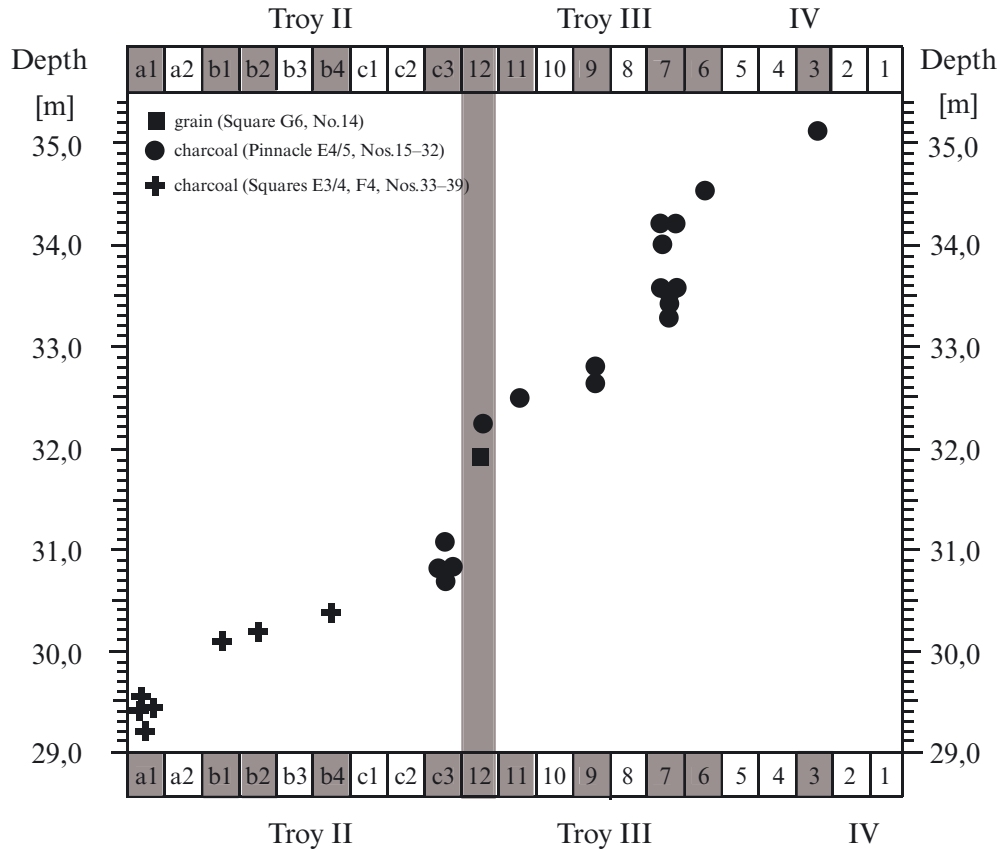 Troy II Troy III IV
Depth a1 a2 b1 b2 b3 b4 c1 c2 c3 12 11 10 9 8 7 6 5 4 3 2 1 Depth
[m] [m]
grain (Square G6, No.14)
35,0 charcoal (Pinnacle E4/5, Nos.15–32) 35,0
charcoal (Squares E3/4, F4, Nos.33–39)
34,0 34,0
33,0 33,0
32,0 32,0
31,0 31,0
30,0 30,0
29,0 29,0
a1 a2 b1 b2 b3 b4 c1 c2 c3 12 11 10 9 8 7 6 5 4 3 2 1
Troy II Troy III IV